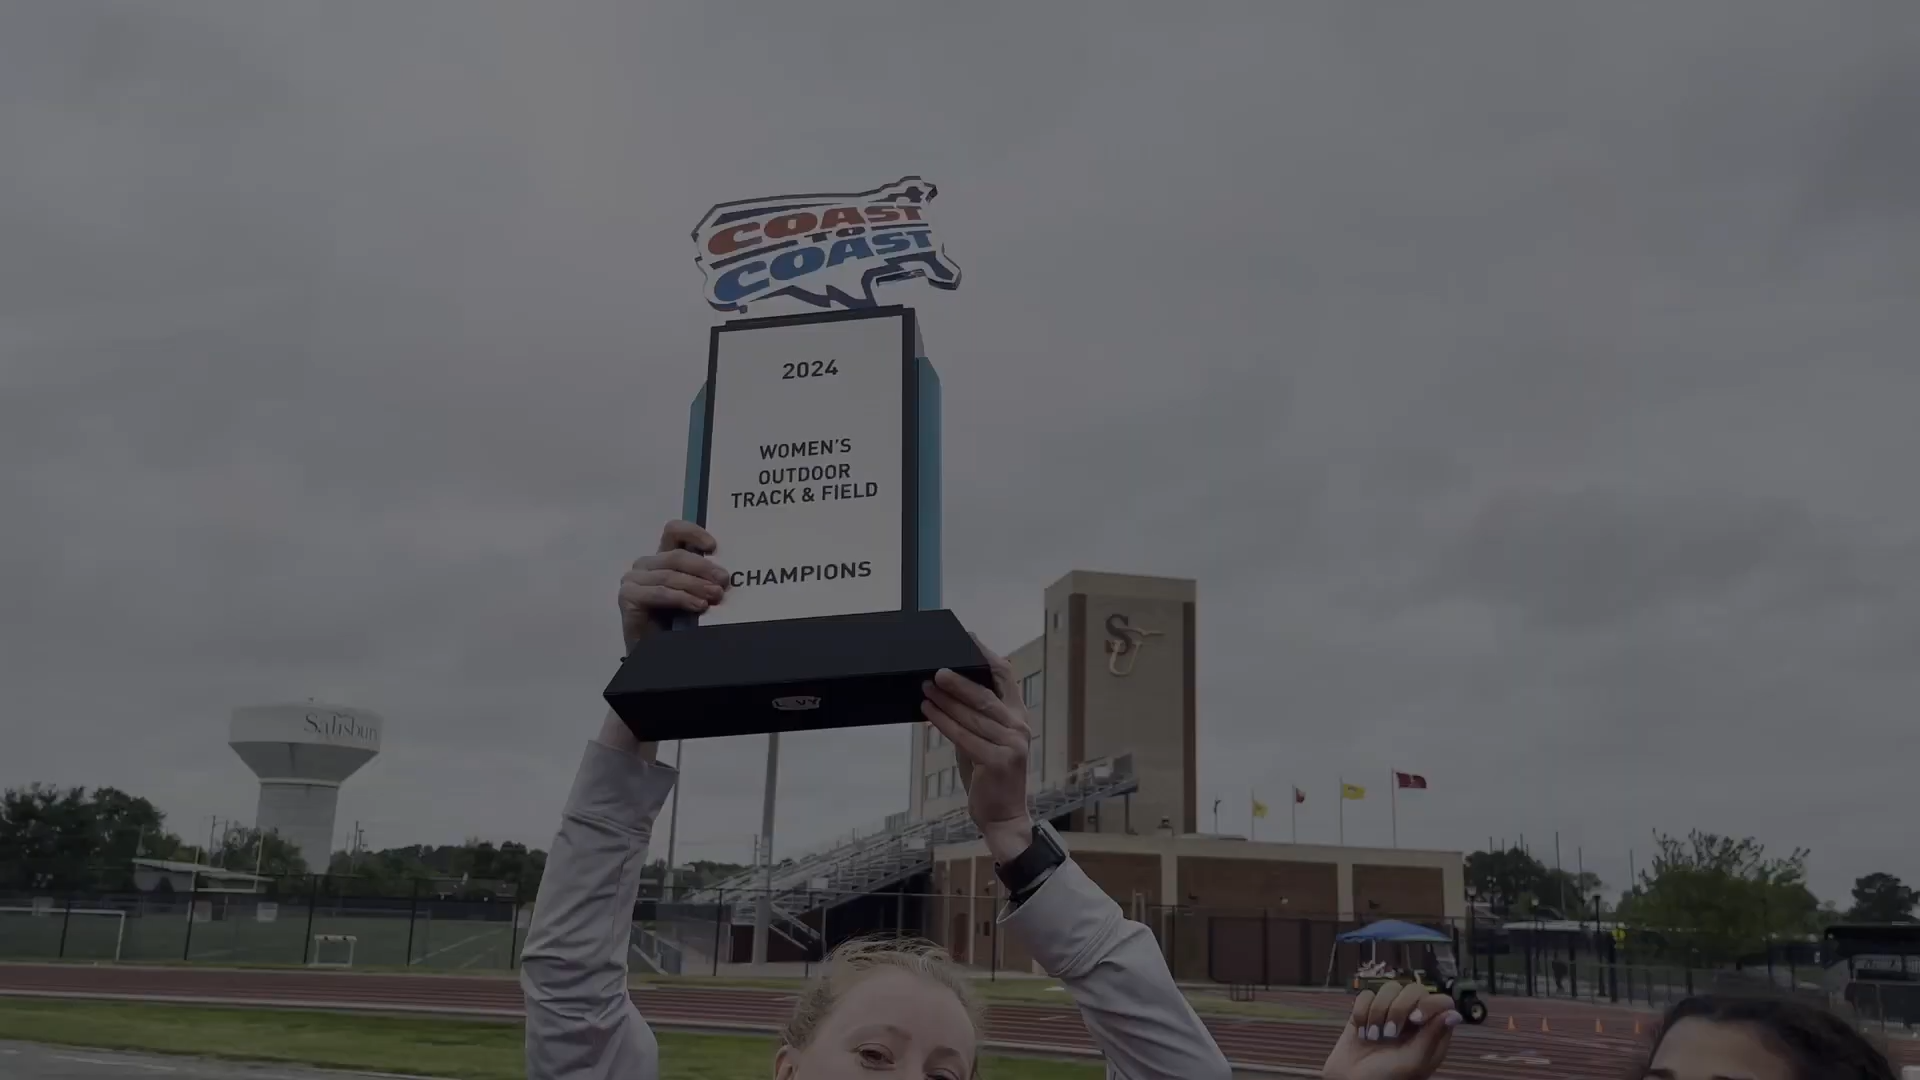 COAST
TO
COAST
2024
WOMEN'S
OUTDOOR
TRACK & FIELD
CHAMPIONS
SU
Salisbury